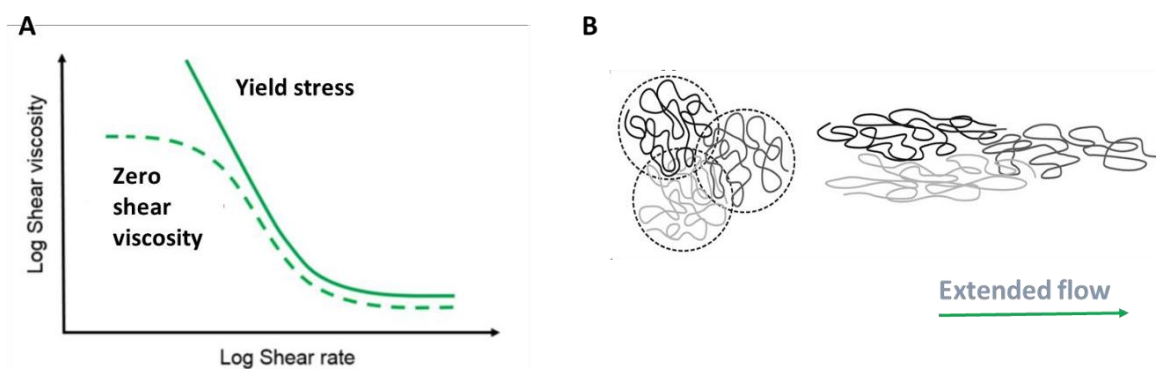 A
B
Log Shear viscosity
Yield stress
Zero
shear
viscosity
Log Shear rate
Extended flow